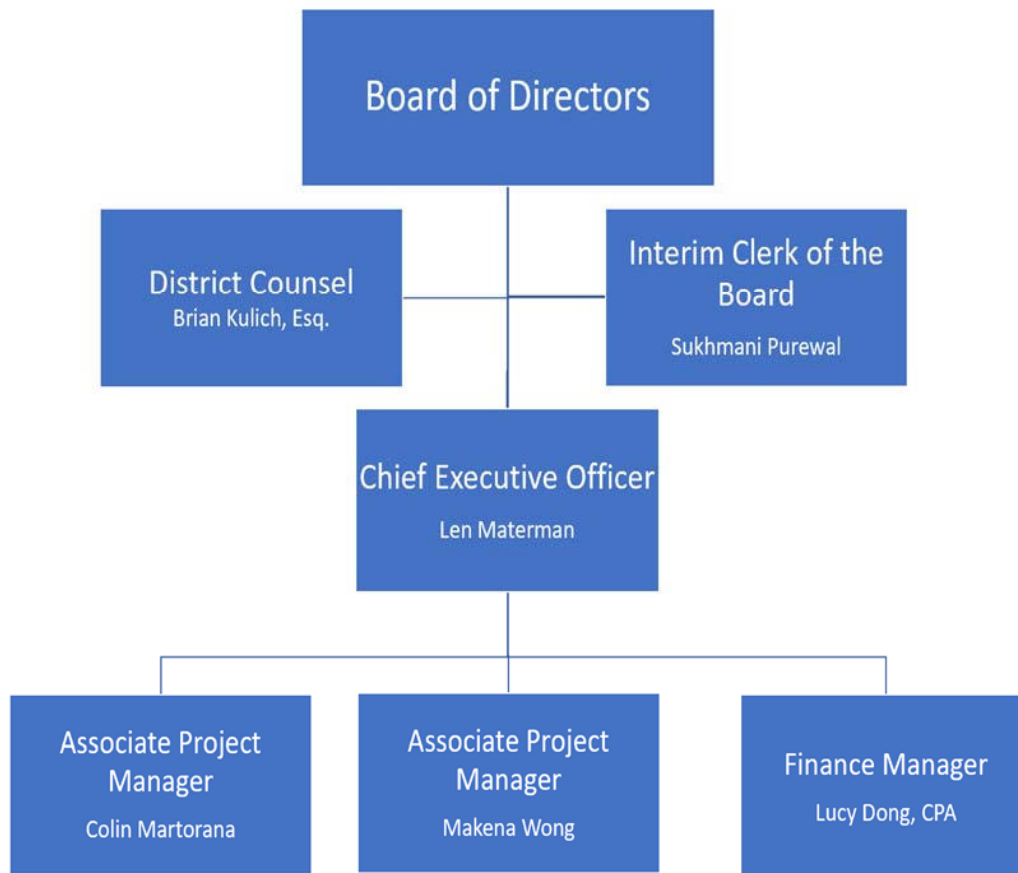 Board of Directors
District Counsel
Brian Kulich, Esq.
Interim Clerk of the
Board
Sukhmani Purewal
Chief Executive Officer
Len Materman
Associate Project
Manager
Colin Martorana
Associate Project
Manager
Makena Wong
Finance Manager
Lucy Dong, CPA